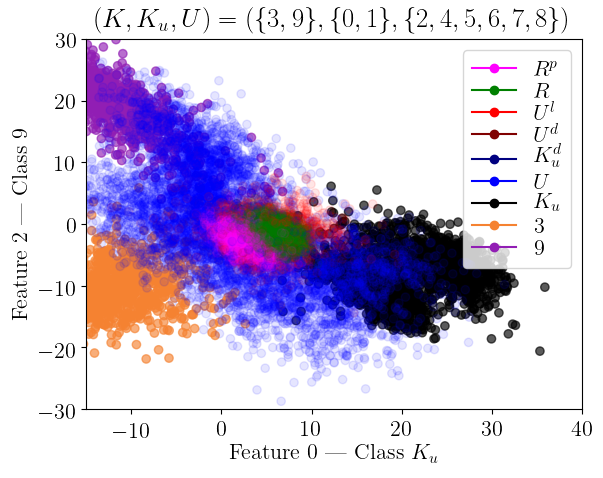 (K, K_u, U) = ({3, 9}, {0, 1}, {2, 4, 5, 6, 7, 8})
30
20
10
0
−10
−20
−30
Feature 2 — Class 9
R^p
R
U^l
U^d
K_u^d
U
K_u
3
9
−10
0
10
20
30
40
Feature 0 — Class K_u